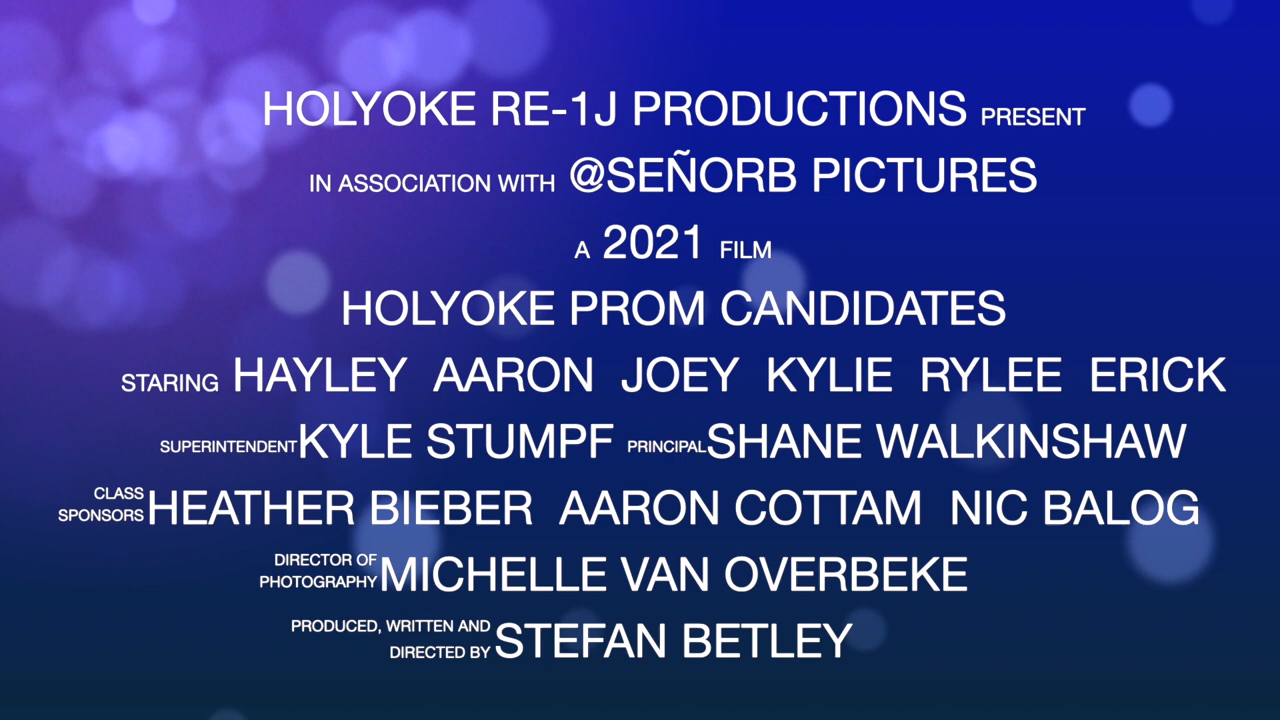 HOLYOKE RE-1J PRODUCTIONS PRESENT
IN ASSOCIATION WITH @SEÑORB PICTURES
A 2021 FILM
HOLYOKE PROM CANDIDATES
STARING HAYLEY AARON JOEY KYLIE RYLEE ERICK
SUPERINTENDENT KYLE STUMPF PRINCIPAL SHANE WALKINSHAW
CLASS SPONSORS HEATHER BIEBER AARON COTTAM NIC BALOG
DIRECTOR OF PHOTOGRAPHY MICHELLE VAN OVERBEKE
PRODUCED, WRITTEN AND DIRECTED BY STEFAN BETLEY